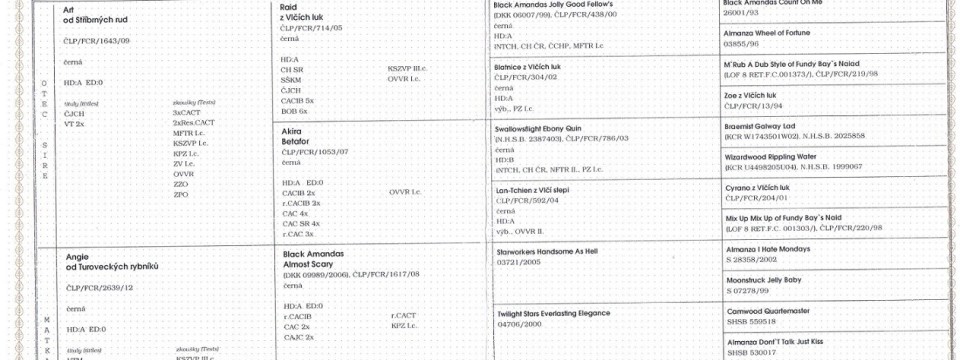 Art
od Stříbrných rud
ČLP/FCR/1643/09
černá
HD:A ED:0
tituly (titles)
ČJCH
VT 2x
zkoušky (Tests)
3xCACT
2xRes.CACT
MFTR I.c.
KSZVP I.c.
KPZ I.c.
ZV I.c.
OVVR
ZZO
ZPO
OTEC SIRE
Raid
z Vlčích luk
ČLP/FCR/714/05
černá
HD:A
CH SR
SŠKM
ČJCH
CACIB 5x
BOB 6x
KSZVP III.c.
OVVR I.c.
Akira
Betafor
ČLP/FCR/1053/07
černá
HD:A ED:0
CACIB 2x
r.CACIB 2x
CAC 4x
CAC SR 4x
r.CAC 3x
OVVR I.c.
Black Amandas Jolly Good Fellow's
(DKK 06007/99), ČLP/FCR/438/00
černá
HD:A
INTCH, CH ČR, CCHP, MFTR I.c
Blatnice z Vlčích luk
ČLP/FCR/304/02
černá
HD:A
výb., PZ I.c.
Swallowsflight Ebony Quin
(N.H.S.B. 2387403), ČLP/FCR/786/03
černá
HD:B
INTCH, CH ČR, NFTR II., PZ I.c.
Lan-Tchien z Vlčí stepi
ČLP/FCR/592/04
černá
HD:A
výb., OVVR II.
Black Amandas Count On Me
26001/93
Almanza Wheel of Fortune
03855/96
M'Rub A Dub Style of Fundy Bay's Naiad
(LOF 8 RET.F.C.001373/), ČLP/FCR/219/98
Zoe z Vlčích luk
ČLP/FCR/13/94
Braemist Galway Lad
(KCR W1743501W02), N.H.S.B. 2025858
Wizardwood Rippling Water
(KCR U4498205U04), N.H.S.B. 1999067
Cyrano z Vlčích luk
ČLP/FCR/204/01
Mix Up Mix Up of Fundy Bay's Naid
(LOF 8 RET.F.C. 001303/), ČLP/FCR/220/98
Angie
od Turoveckých rybníků
ČLP/FCR/2639/12
černá
HD:A ED:0
tituly (titles)
zkoušky (Tests)
KSZVP III.c
MATK
Black Amandas
Almost Scary
(DKK 09989/2006), ČLP/FCR/1617/08
černá
HD:A ED:0
r.CACIB
CAC 2x
CAJC 2x
r.CACT
KPZ I.c.
Starworkers Handsome As Hell
03721/2005
Twilight Stars Everlasting Elegance
04706/2000
Almanza I Hate Mondays
S 28358/2002
Moonstruck Jelly Baby
S 07278/99
Camwood Quartemaster
SHSB 559518
Almanza Dont'T Talk Just Kiss
SHSB 530017